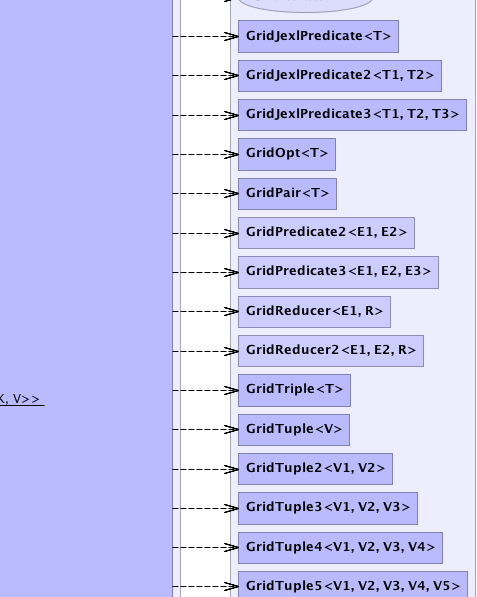 GridJexlPredicate<T>
GridJexlPredicate2<T1, T2>
GridJexlPredicate3<T1, T2, T3>
GridOpt<T>
GridPair<T>
GridPredicate2<E1, E2>
GridPredicate3<E1, E2, E3>
GridReducer<E1, R>
GridReducer2<E1, E2, R>
GridTriple<T>
K, V>>
GridTuple<V>
GridTuple2<V1, V2>
GridTuple3<V1, V2, V3>
GridTuple4<V1, V2, V3, V4>
GridTuple5<V1, V2, V3, V4, V5>